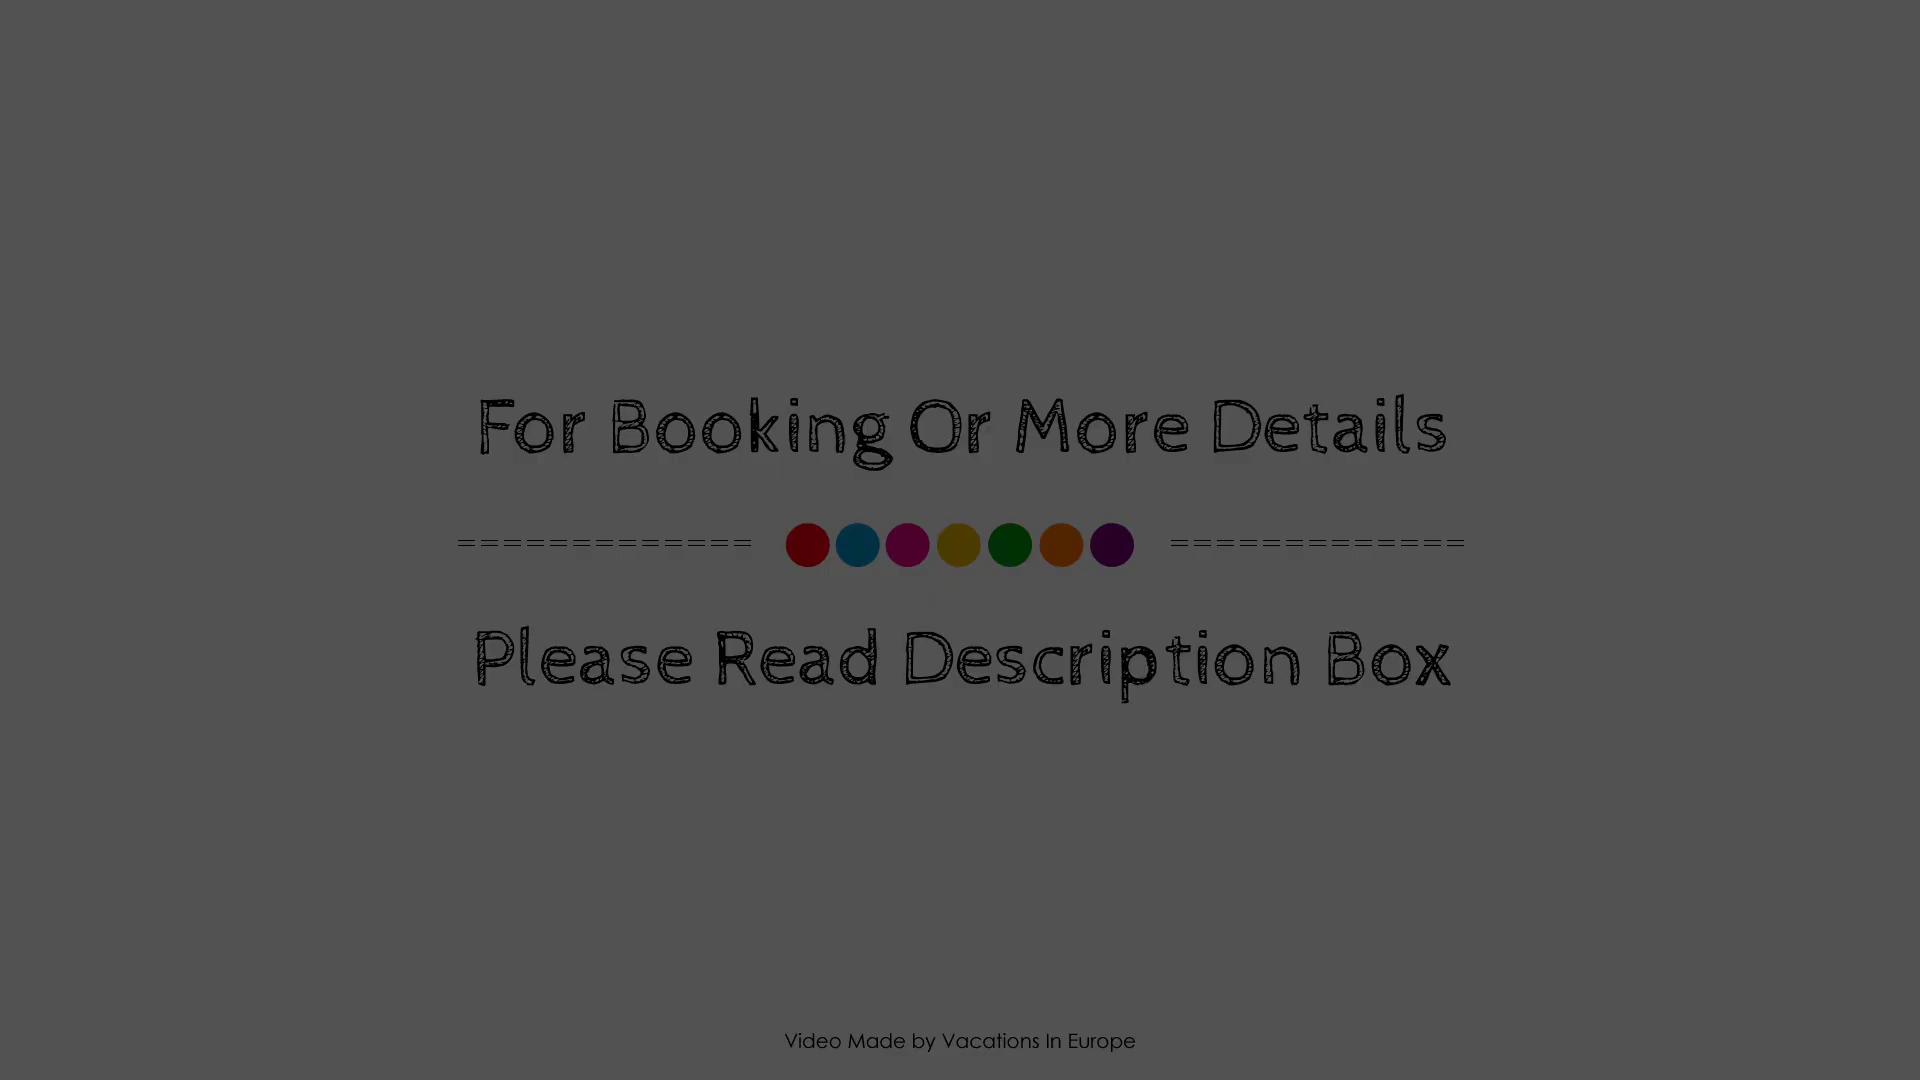 For Booking Or More Details
============= =============
Please Read Description Box
Video Made by Vacations In Europe